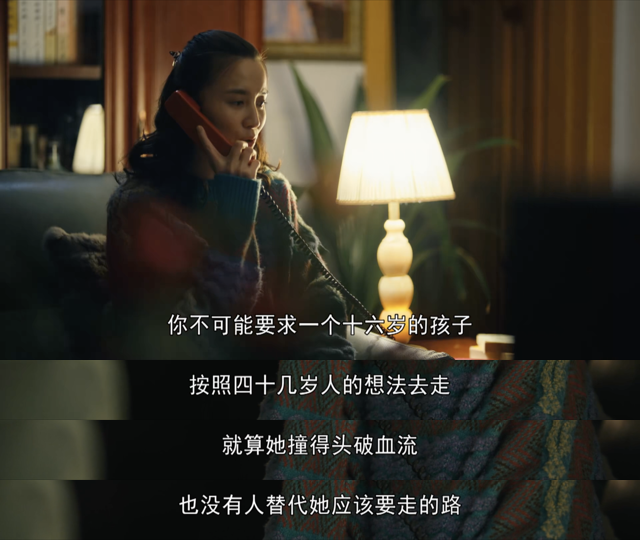 你不可能要求一个十六岁的孩子
按照四十几岁人的想法去走
就算她撞得头破血流
也没有人替代她应该要走的路